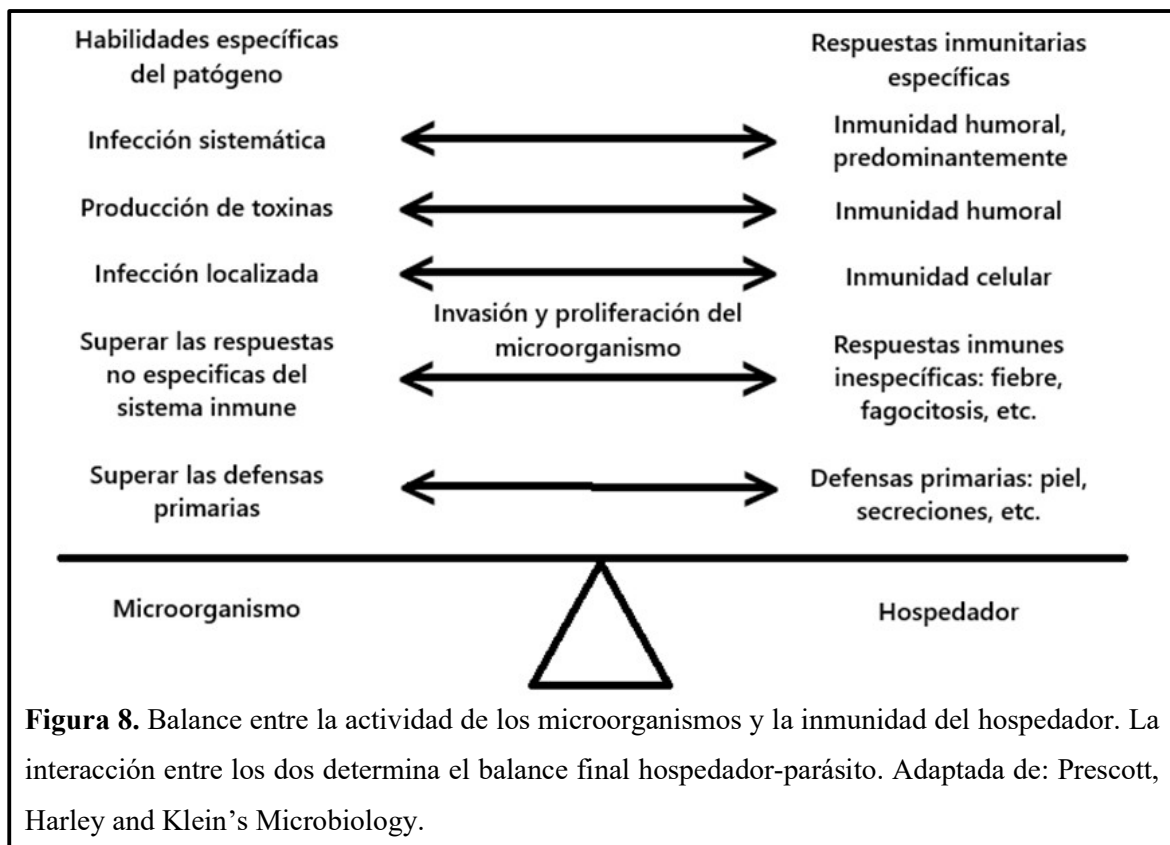 Habilidades específicas
del patógeno
Respuestas inmunitarias
específicas
Infección sistemática
Inmunidad humoral,
predominantemente
Producción de toxinas
Inmunidad humoral
Infección localizada
Inmunidad celular
Invasión y proliferación del
microorganismo
Superar las respuestas
no especificas del
sistema inmune
Respuestas inmunes
inespecíficas: fiebre,
fagocitosis, etc.
Superar las defensas
primarias
Defensas primarias: piel,
secreciones, etc.
Microorganismo
Hospedador
Figura 8. Balance entre la actividad de los microorganismos y la inmunidad del hospedador. La
interacción entre los dos determina el balance final hospedador-parásito. Adaptada de: Prescott,
Harley and Klein’s Microbiology.